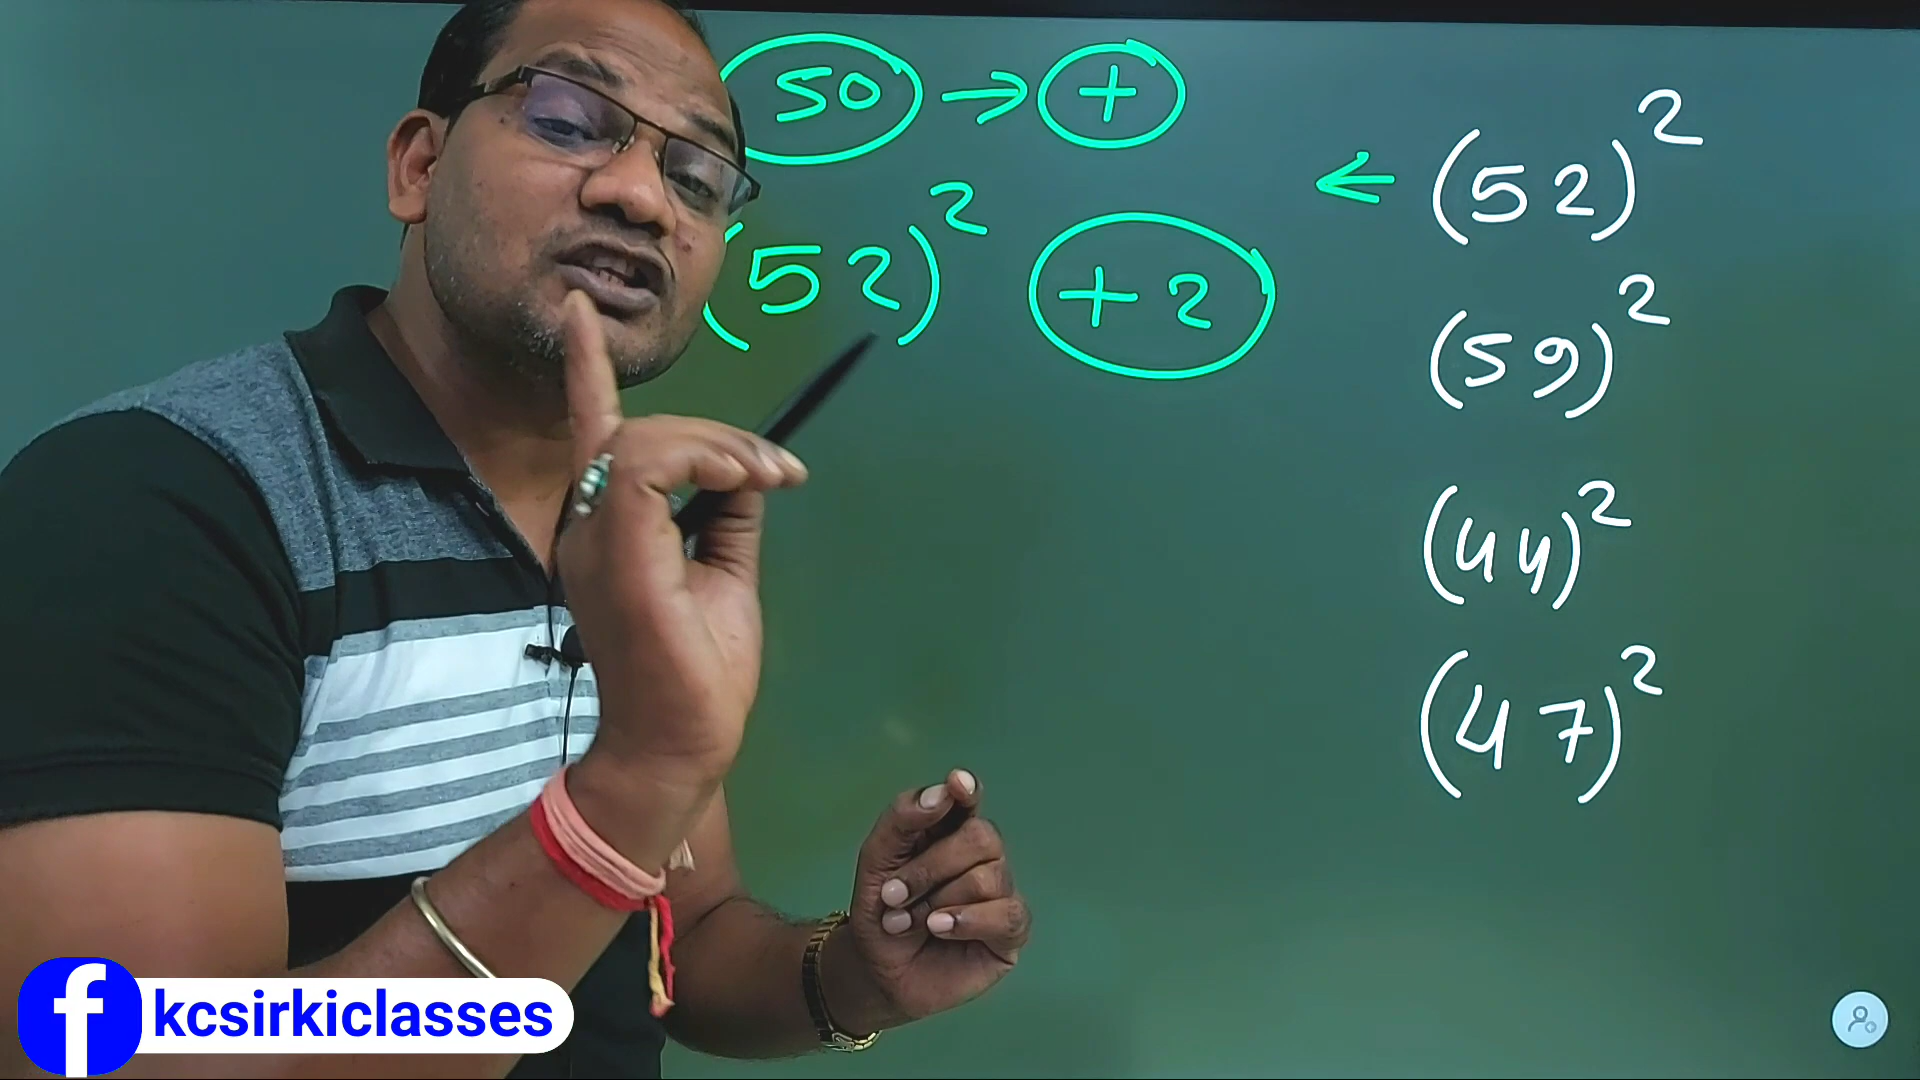 50 → +
(52)² +2
← (52)²
(59)²
(44)²
(47)²
kcsirkiclasses